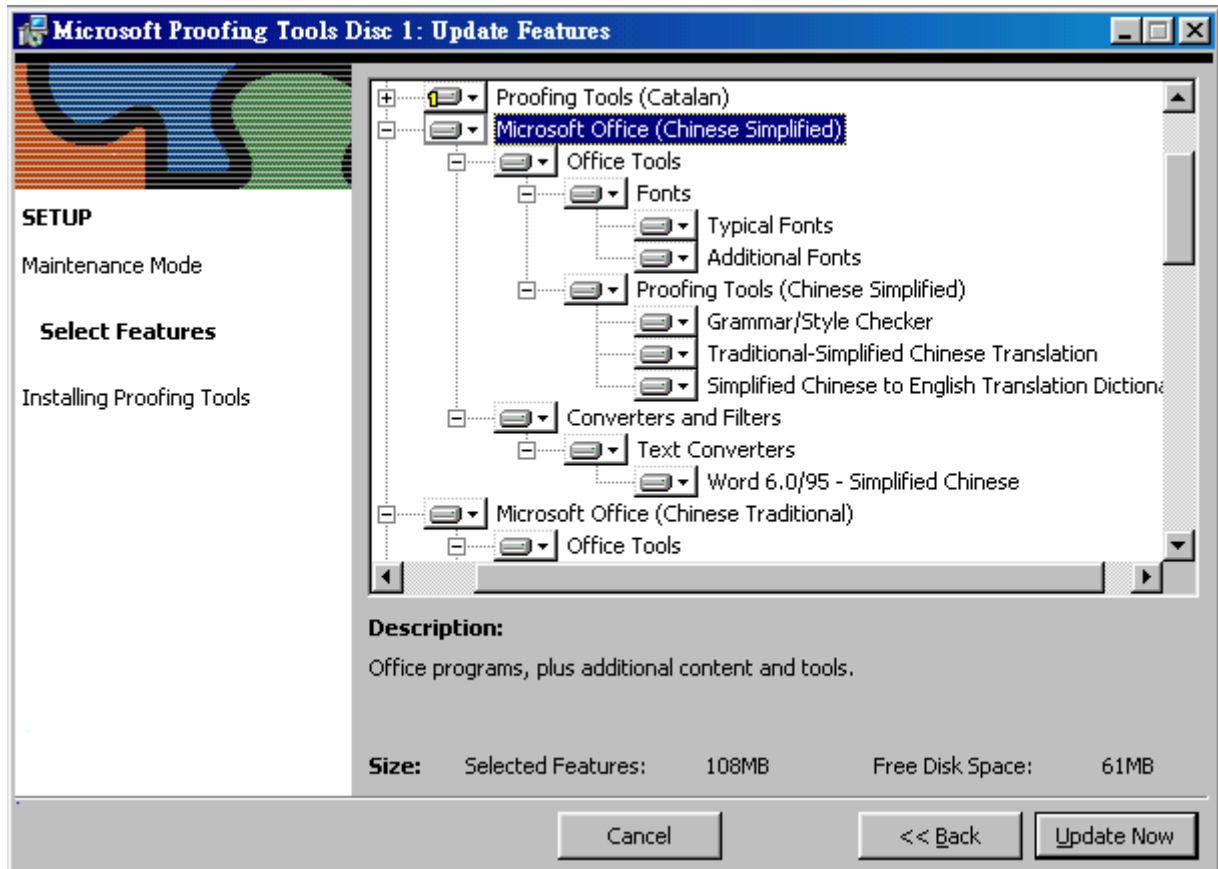 Microsoft Proofing Tools Disc 1: Update Features
SETUP
Maintenance Mode
Select Features
Installing Proofing Tools
Proofing Tools (Catalan)
Microsoft Office (Chinese Simplified)
Office Tools
Fonts
Typical Fonts
Additional Fonts
Proofing Tools (Chinese Simplified)
Grammar/Style Checker
Traditional-Simplified Chinese Translation
Simplified Chinese to English Translation Dictiona
Converters and Filters
Text Converters
Word 6.0/95 - Simplified Chinese
Microsoft Office (Chinese Traditional)
Office Tools
Description:
Office programs, plus additional content and tools.
Size: Selected Features: 108MB Free Disk Space: 61MB
Cancel << Back Update Now